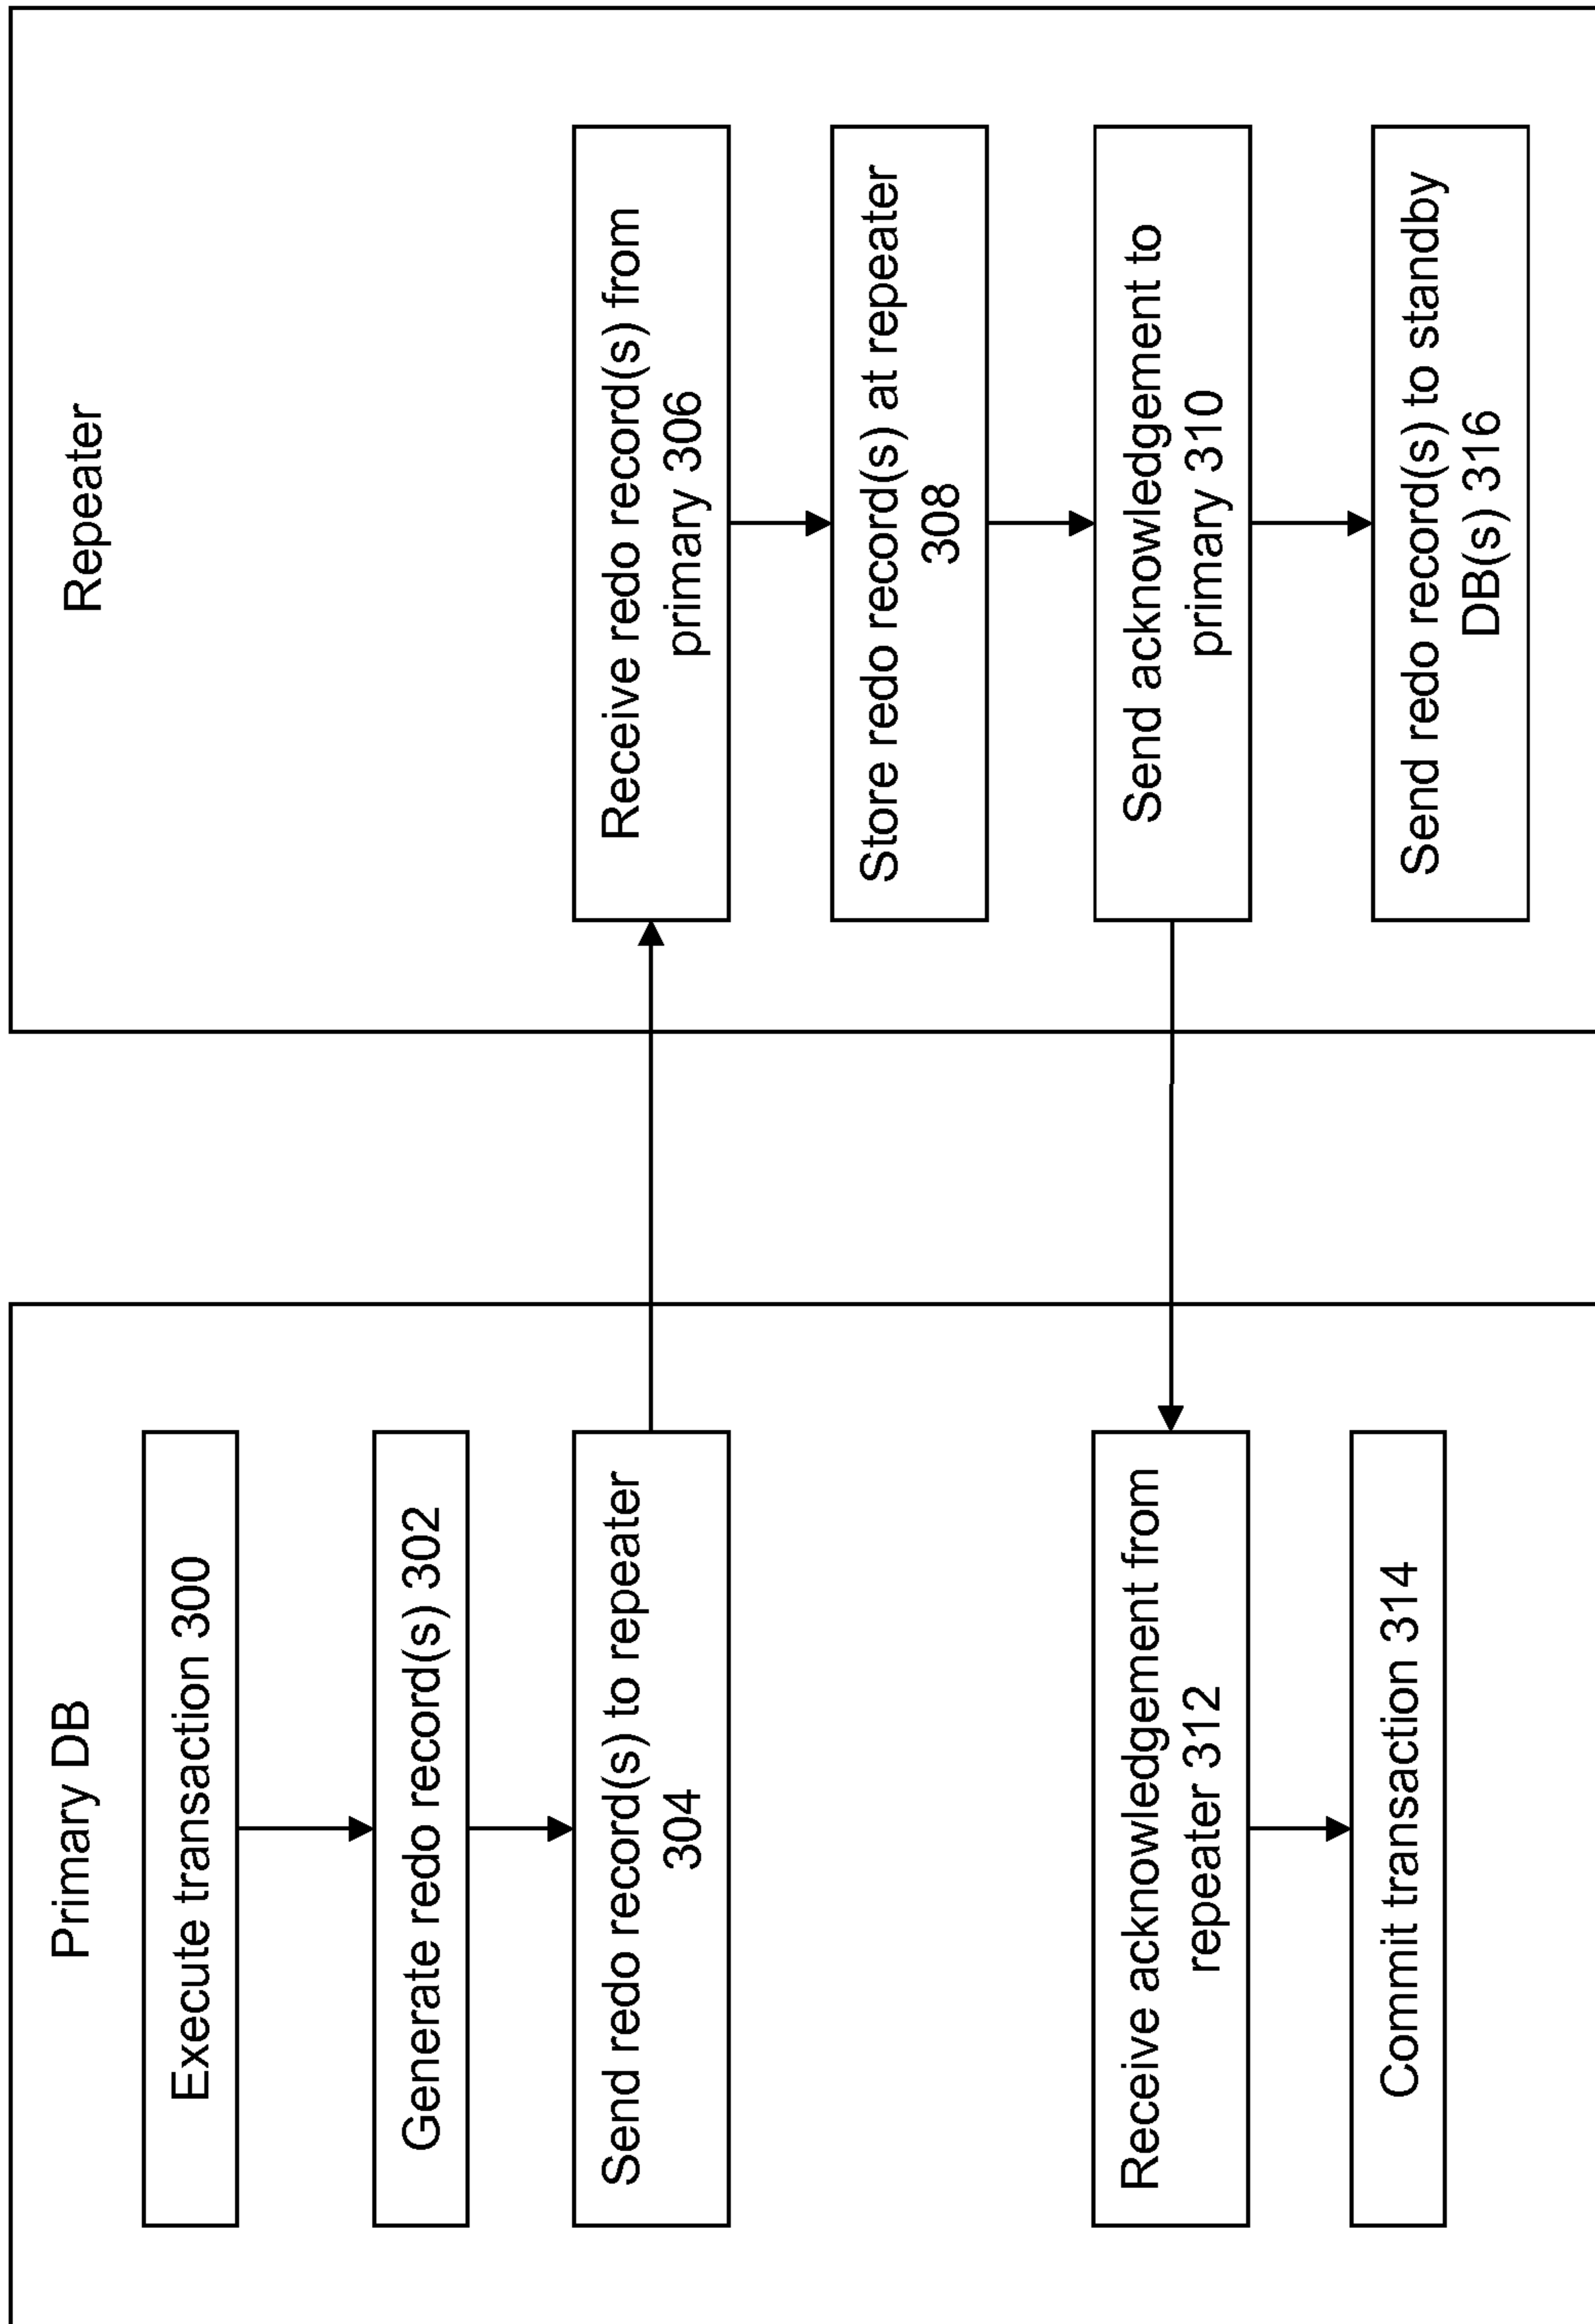 Primary DB
Execute transaction 300
Generate redo record(s) 302
Send redo record(s) to repeater
304
Receive acknowledgement from
repeater 312
Commit transaction 314
Repeater
Receive redo record(s) from
primary 306
Store redo record(s) at repeater
308
Send acknowledgement to
primary 310
Send redo record(s) to standby
DB(s) 316